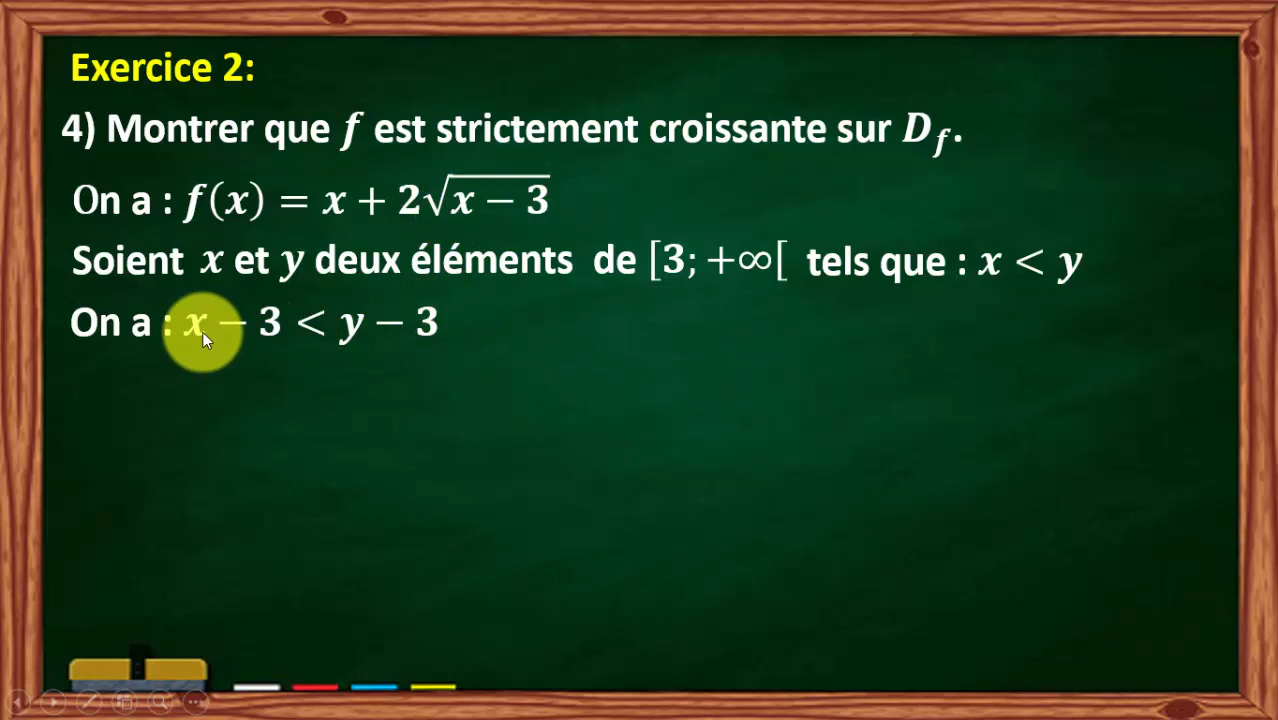 Exercice 2:
4) Montrer que f est strictement croissante sur D_f.
On a : f(x) = x + 2√(x − 3)
Soient x et y deux éléments de [3; +∞[ tels que : x < y
On a : x − 3 < y − 3